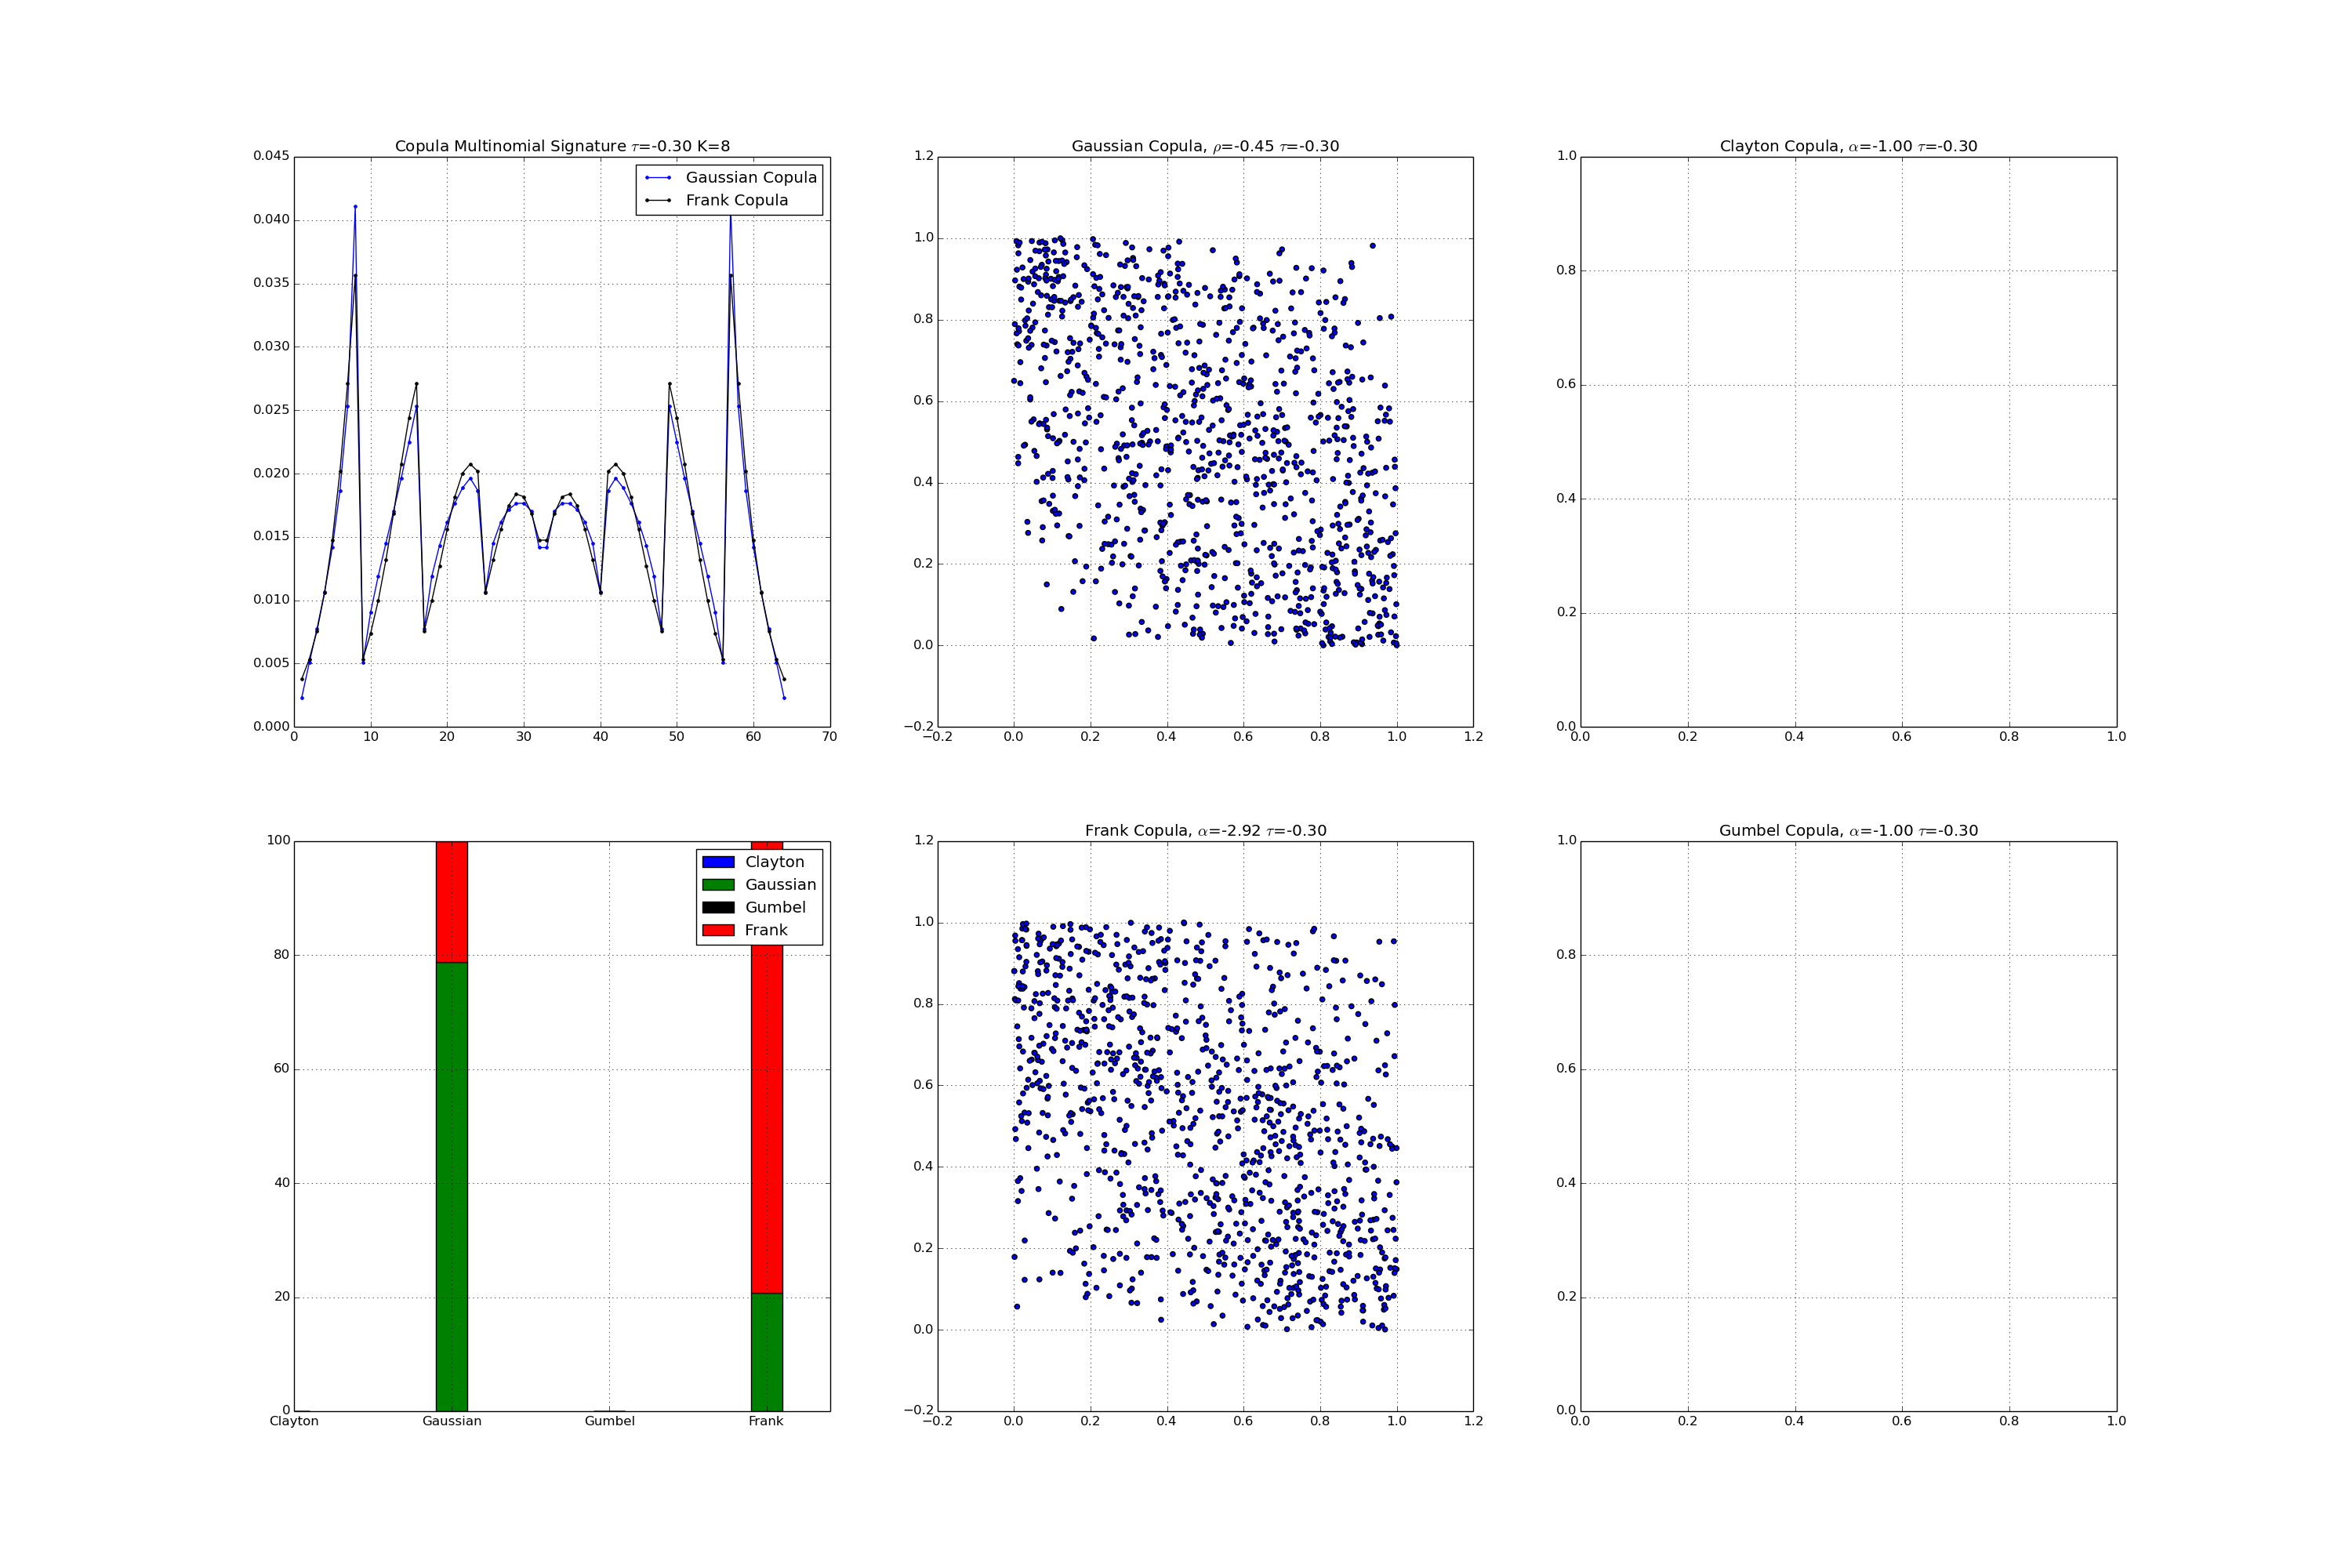 Copula Multinomial Signature τ=-0.30 K=8
0.045
0.040
0.035
0.030
0.025
0.020
0.015
0.010
0.005
0.000
0 10 20 30 40 50 60 70
Gaussian Copula
Frank Copula
Gaussian Copula, ρ=-0.45 τ=-0.30
1.2
1.0
0.8
0.6
0.4
0.2
0.0
−0.2
−0.2 0.0 0.2 0.4 0.6 0.8 1.0 1.2
Clayton Copula, α=-1.00 τ=-0.30
1.0
0.8
0.6
0.4
0.2
0.0
0.0 0.2 0.4 0.6 0.8 1.0
100
80
60
40
20
0
Clayton Gaussian Gumbel Frank
Clayton
Gaussian
Gumbel
Frank
Frank Copula, α=-2.92 τ=-0.30
1.2
1.0
0.8
0.6
0.4
0.2
0.0
−0.2
−0.2 0.0 0.2 0.4 0.6 0.8 1.0 1.2
Gumbel Copula, α=-1.00 τ=-0.30
1.0
0.8
0.6
0.4
0.2
0.0
0.0 0.2 0.4 0.6 0.8 1.0